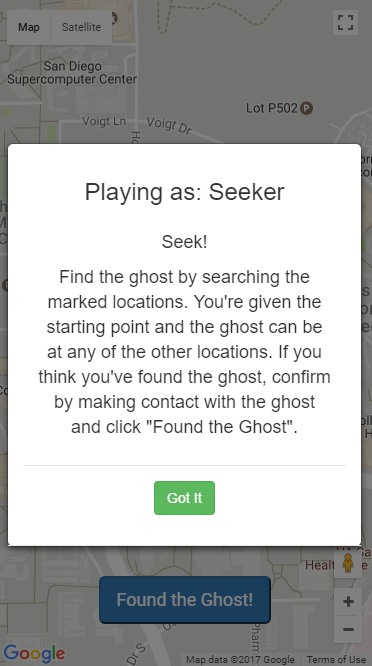 Map Satellite
San Diego
Supercomputer Center
Lot P502 P
Voigt Ln
Voigt Dr
Playing as: Seeker
Seek!
Find the ghost by searching the
marked locations. You're given the
starting point and the ghost can be
at any of the other locations. If you
think you've found the ghost, confirm
by making contact with the ghost
and click "Found the Ghost".
Got It
Found the Ghost!
Google
Map data ©2017 Google Terms of Use